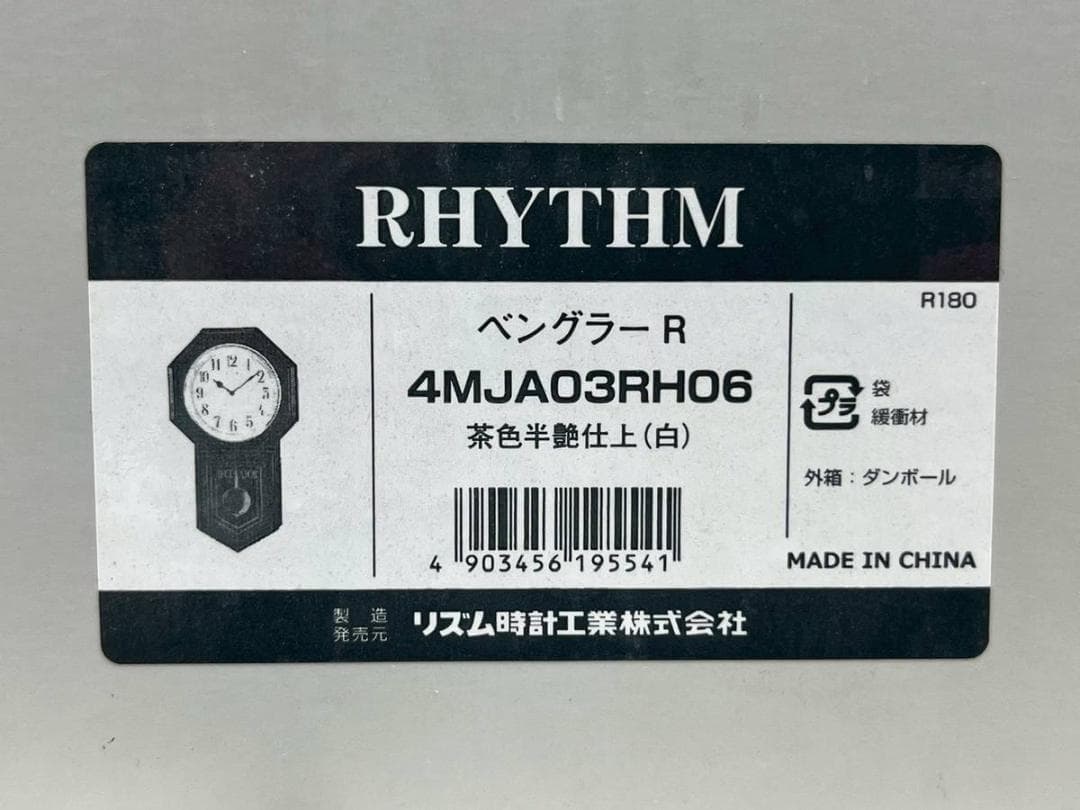 RHYTHM
R180
ベングラー R
4MJA03RH06
茶色半艶仕上(白)
4 903456 195541
プラ
袋
緩衝材
外箱：ダンボール
MADE IN CHINA
製造
発売元
リズム時計工業株式会社